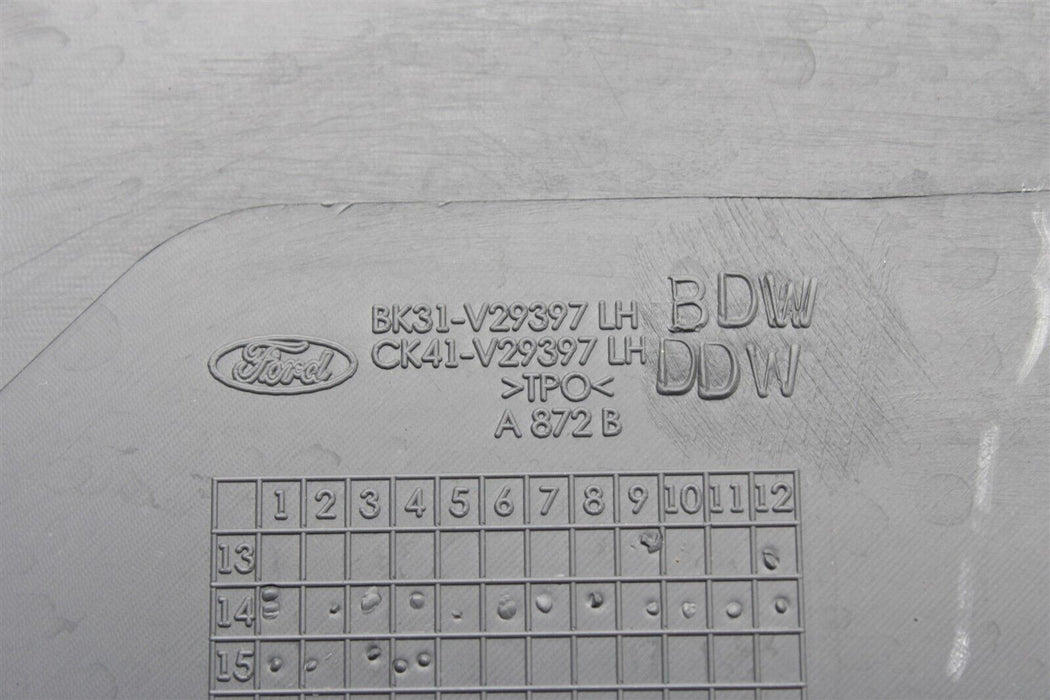 BK31-V29397 LH BDW
Ford
CK41-V29397 LH DDW
>TPO<
A 872 B
1 2 3 4 5 6 7 8 9 10 11 12
13
14
15